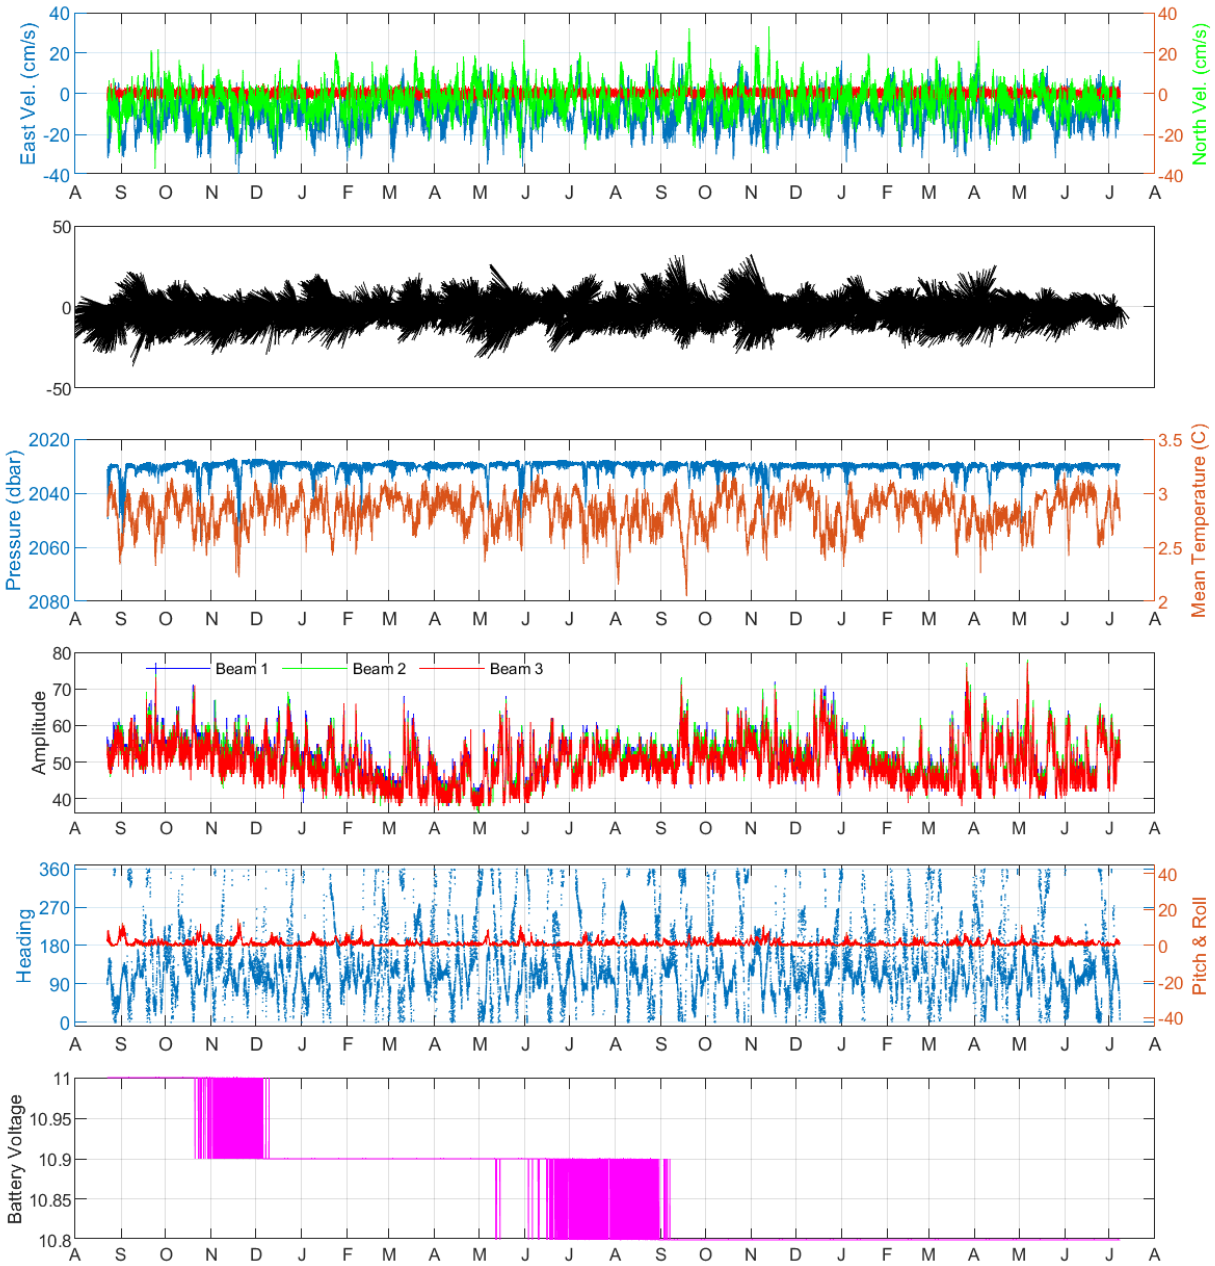 40 20 0 -20 -40
East Vel. (cm/s)
40 20 0 -20 -40
North Vel. (cm/s)
A S O N D J F M A M J J A S O N D J F M A M J J A
50 0 -50
2020 2040 2060 2080
Pressure (dbar)
3.5 3 2.5 2
Mean Temperature (C)
A S O N D J F M A M J J A S O N D J F M A M J J A
80 70 60 50 40
Amplitude
Beam 1 Beam 2 Beam 3
A S O N D J F M A M J J A S O N D J F M A M J J A
360 270 180 90 0
Heading
40 20 0 -20 -40
Pitch & Roll
A S O N D J F M A M J J A S O N D J F M A M J J A
11 10.95 10.9 10.85 10.8
Battery Voltage
A S O N D J F M A M J J A S O N D J F M A M J J A